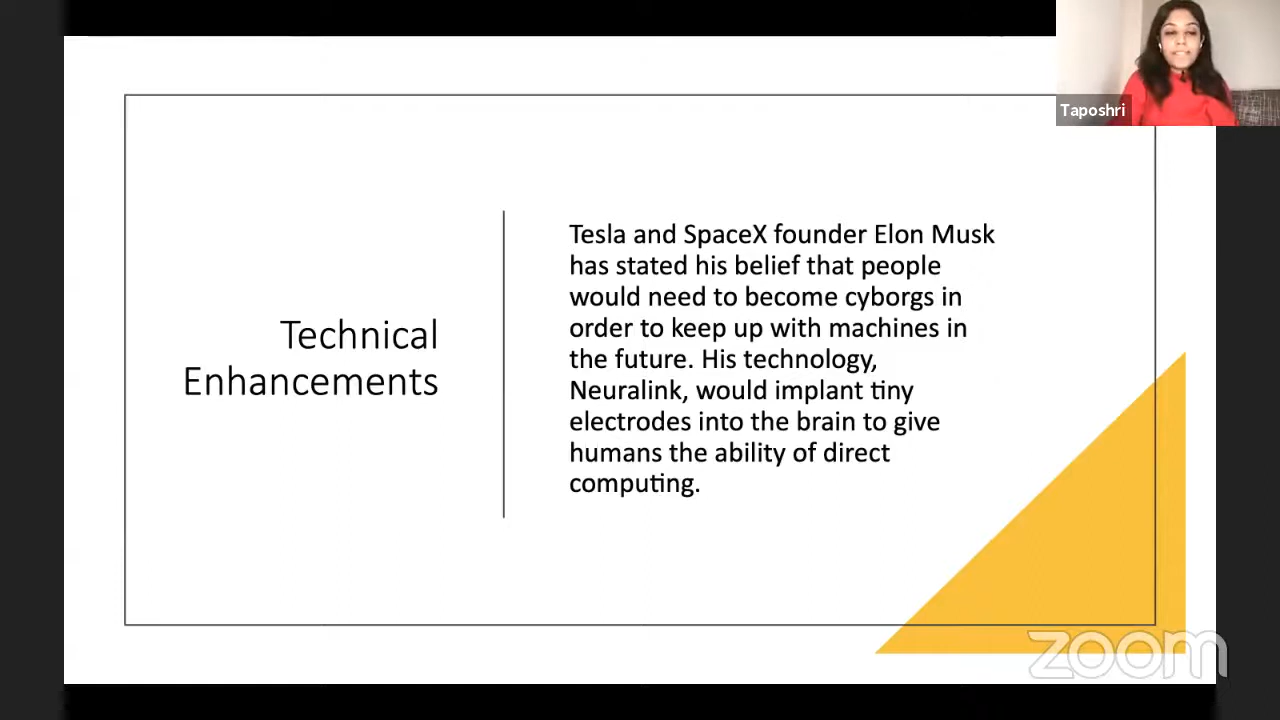 Taposhri
Technical
Enhancements
Tesla and SpaceX founder Elon Musk
has stated his belief that people
would need to become cyborgs in
order to keep up with machines in
the future. His technology,
Neuralink, would implant tiny
electrodes into the brain to give
humans the ability of direct
computing.
zoom